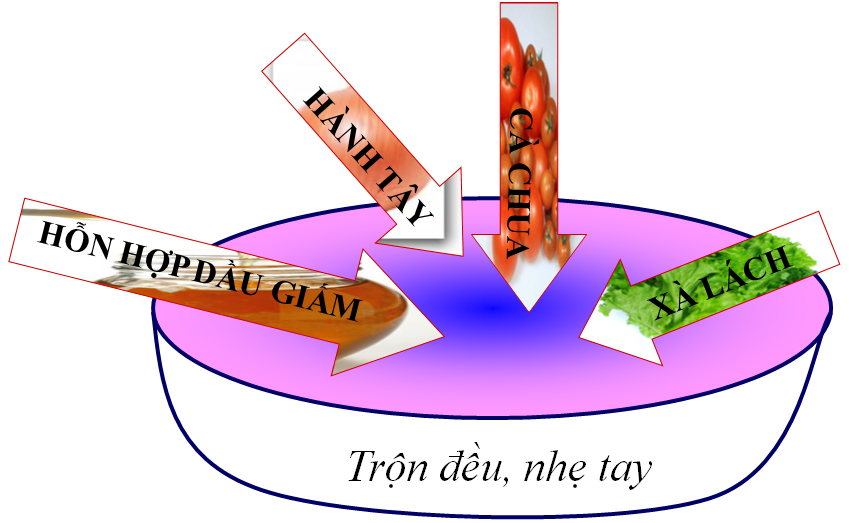 HÀNH TÂY
CÀ CHUA
HỖN HỢP DẦU GIẤM
XÀ LÁCH
Trộn đều, nhẹ tay